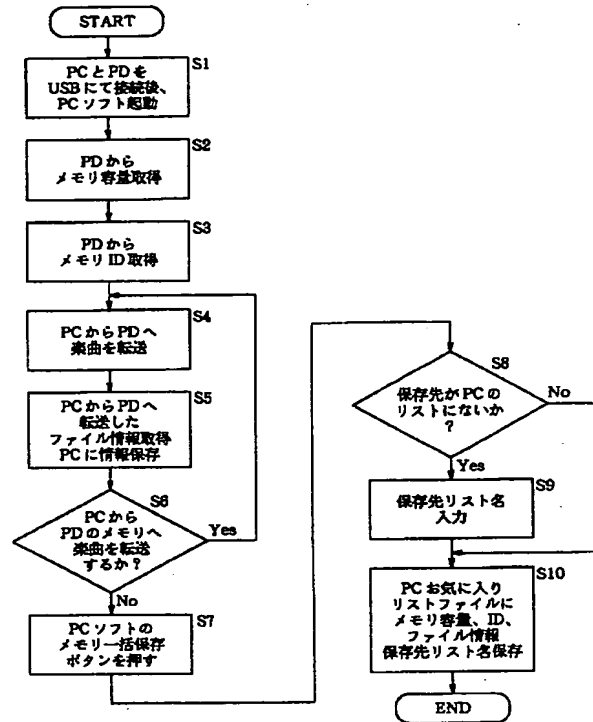 START
S1
PCとPDを
USBにて接続後、
PCソフト起動
S2
PDから
メモリ容量取得
S3
PDから
メモリID取得
S4
PCからPDへ
楽曲を転送
S5
PCからPDへ
転送した
ファイル情報取得
PCに情報保存
S6
PCから
PDのメモリへ
楽曲を転送
するか?
Yes
No
S7
PCソフトの
メモリ一括保存
ボタンを押す
S8
保存先がPCの
リストにないか
?
No
Yes
S9
保存先リスト名
入力
S10
PCお気に入り
リストファイルに
メモリ容量、ID、
ファイル情報
保存先リスト名保存
END